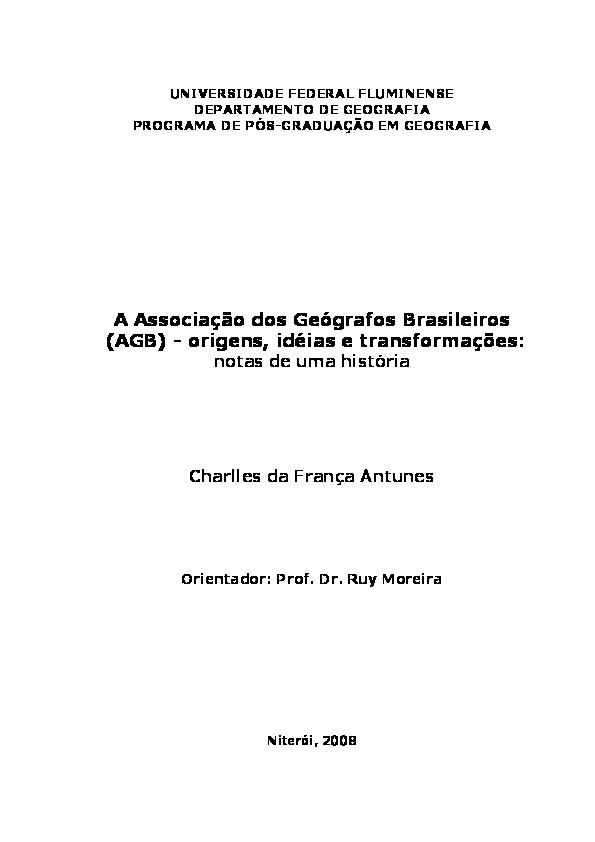 UNIVERSIDADE FEDERAL FLUMINENSE
DEPARTAMENTO DE GEOGRAFIA
PROGRAMA DE PÓS-GRADUAÇÃO EM GEOGRAFIA
A Associação dos Geógrafos Brasileiros
(AGB) - origens, idéias e transformações:
notas de uma história
Charlles da França Antunes
Orientador: Prof. Dr. Ruy Moreira
Niterói, 2008